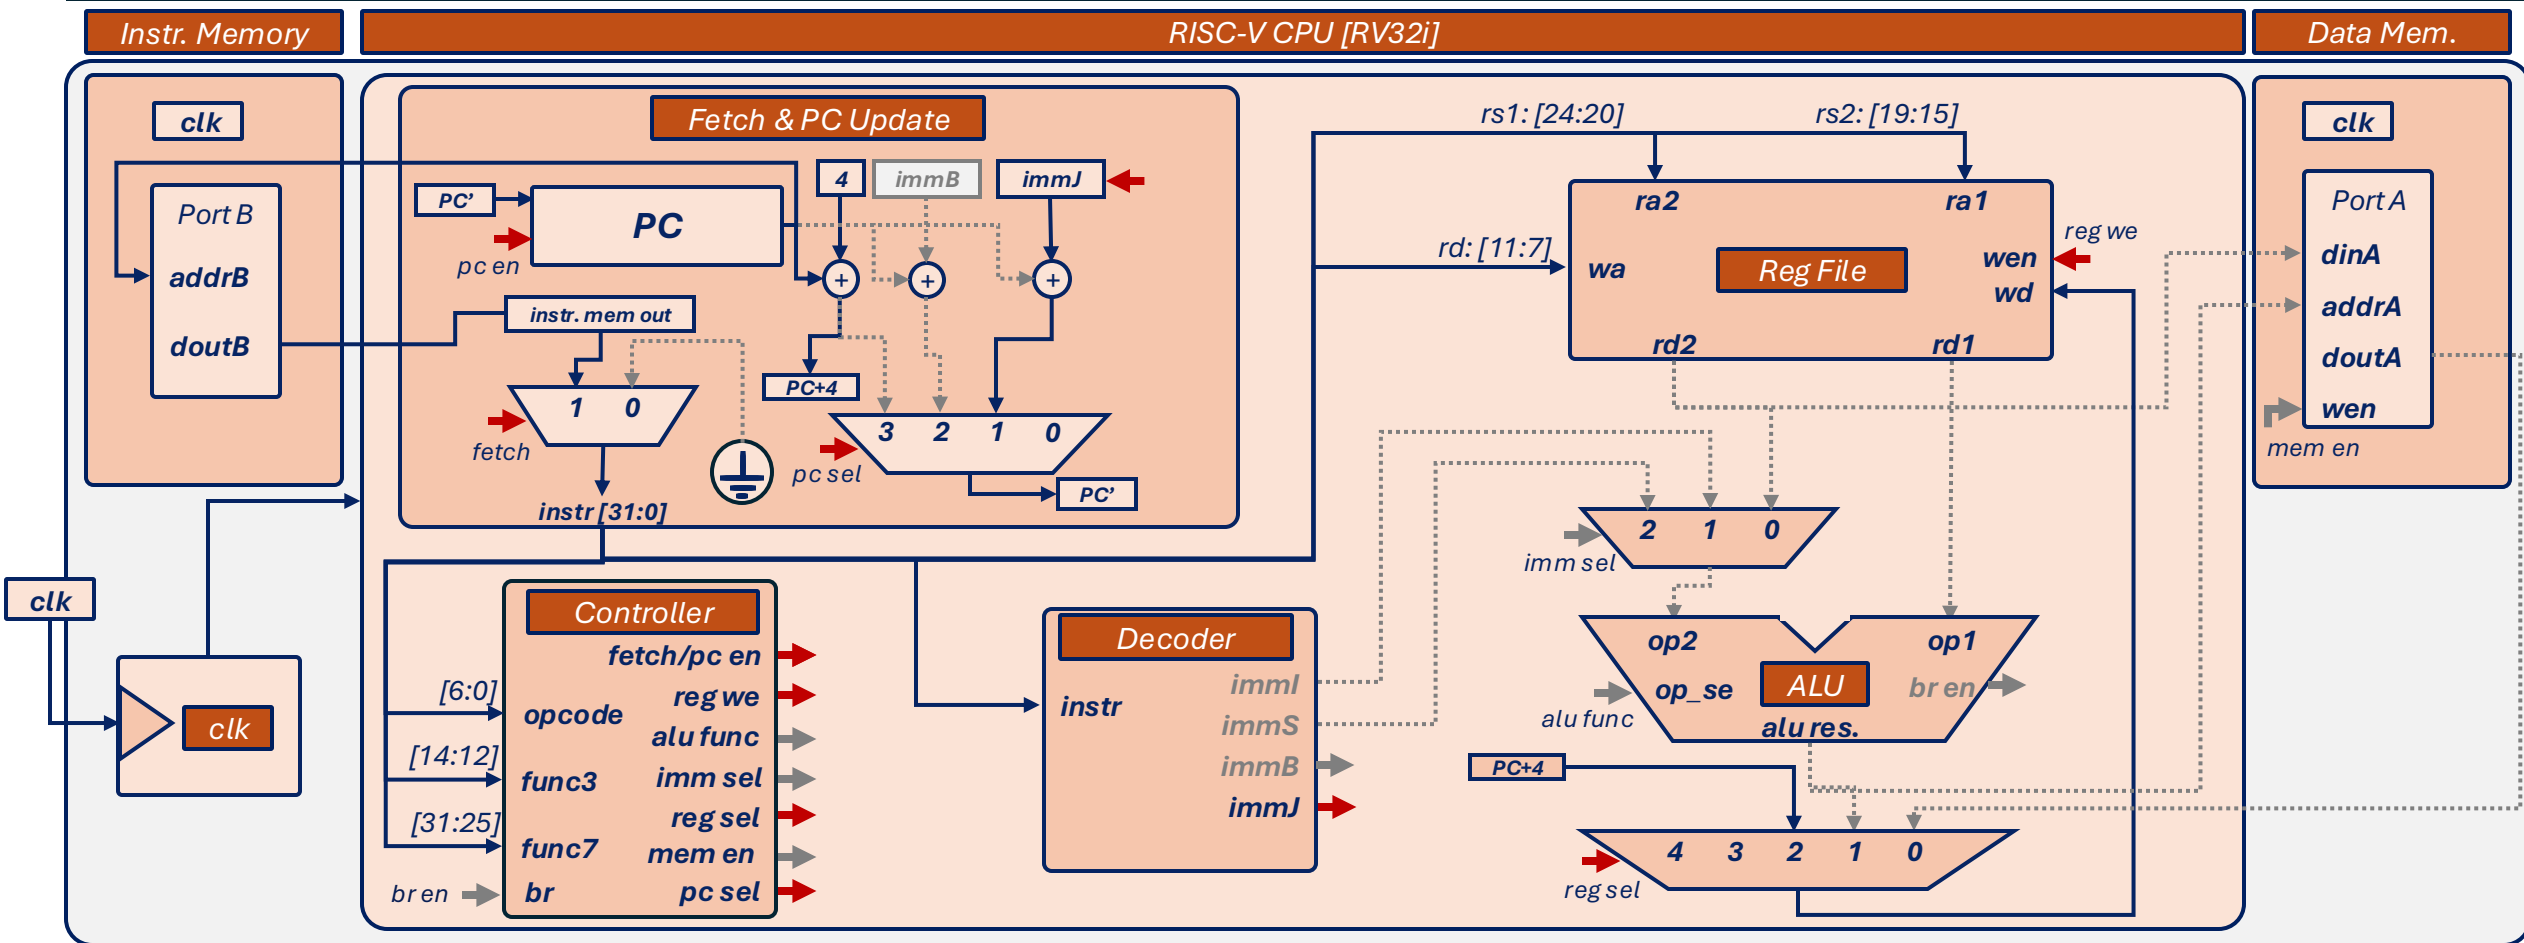 Instr. Memory
RISC-V CPU [RV32i]
Data Mem.
clk
Port B
addrB
doutB
Fetch & PC Update
PC’
PC
pc en
4
immB
immJ
+
+
+
instr. mem out
PC+4
1 0
fetch
3 2 1 0
pc sel
PC’
instr [31:0]
rs1: [24:20]
rs2: [19:15]
rd: [11:7]
ra2
ra1
wa
Reg File
wen
wd
reg we
rd2
rd1
clk
Port A
dinA
addrA
doutA
wen
mem en
2 1 0
imm sel
op2
op1
op_se
ALU
br en
alu func
alu res.
PC+4
4 3 2 1 0
reg sel
clk
clk
Controller
[6:0]
opcode
[14:12]
func3
[31:25]
func7
br en
br
fetch/pc en
reg we
alu func
imm sel
reg sel
mem en
pc sel
Decoder
instr
immI
immS
immB
immJ